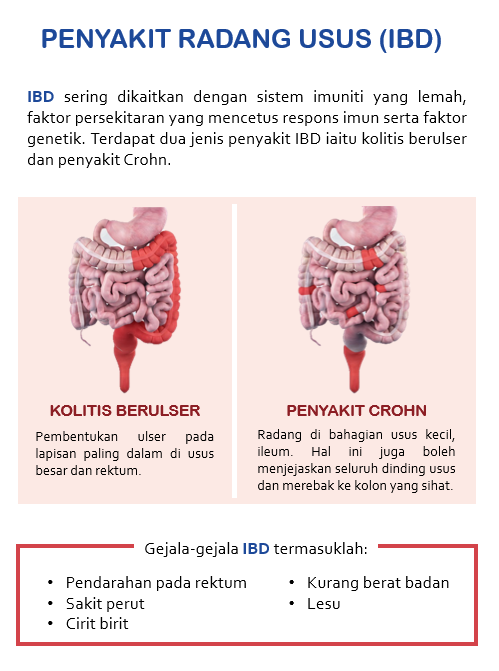 PENYAKIT RADANG USUS (IBD)
IBD sering dikaitkan dengan sistem imuniti yang lemah,
faktor persekitaran yang mencetus respons imun serta faktor
genetik. Terdapat dua jenis penyakit IBD iaitu kolitis berulser
dan penyakit Crohn.
KOLITIS BERULSER
Pembentukan ulser pada
lapisan paling dalam di usus
besar dan rektum.
PENYAKIT CROHN
Radang di bahagian usus kecil,
ileum. Hal ini juga boleh
menjejaskan seluruh dinding usus
dan merebak ke kolon yang sihat.
Gejala-gejala IBD termasuklah:
• Pendarahan pada rektum
• Sakit perut
• Cirit birit
• Kurang berat badan
• Lesu